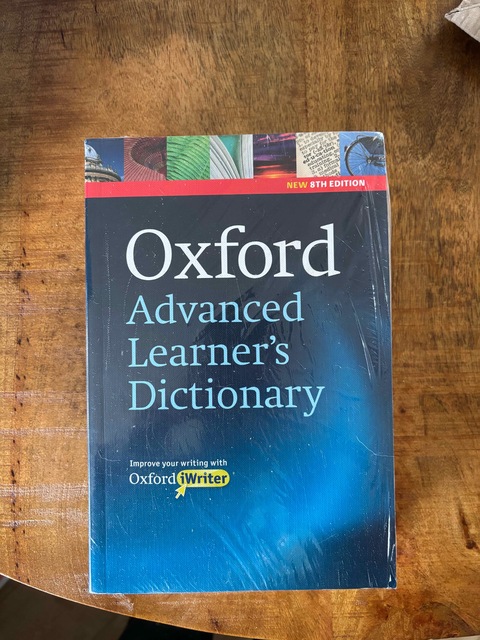 NEW 8TH EDITION
Oxford
Advanced
Learner's
Dictionary
Improve your writing with
Oxford iWriter